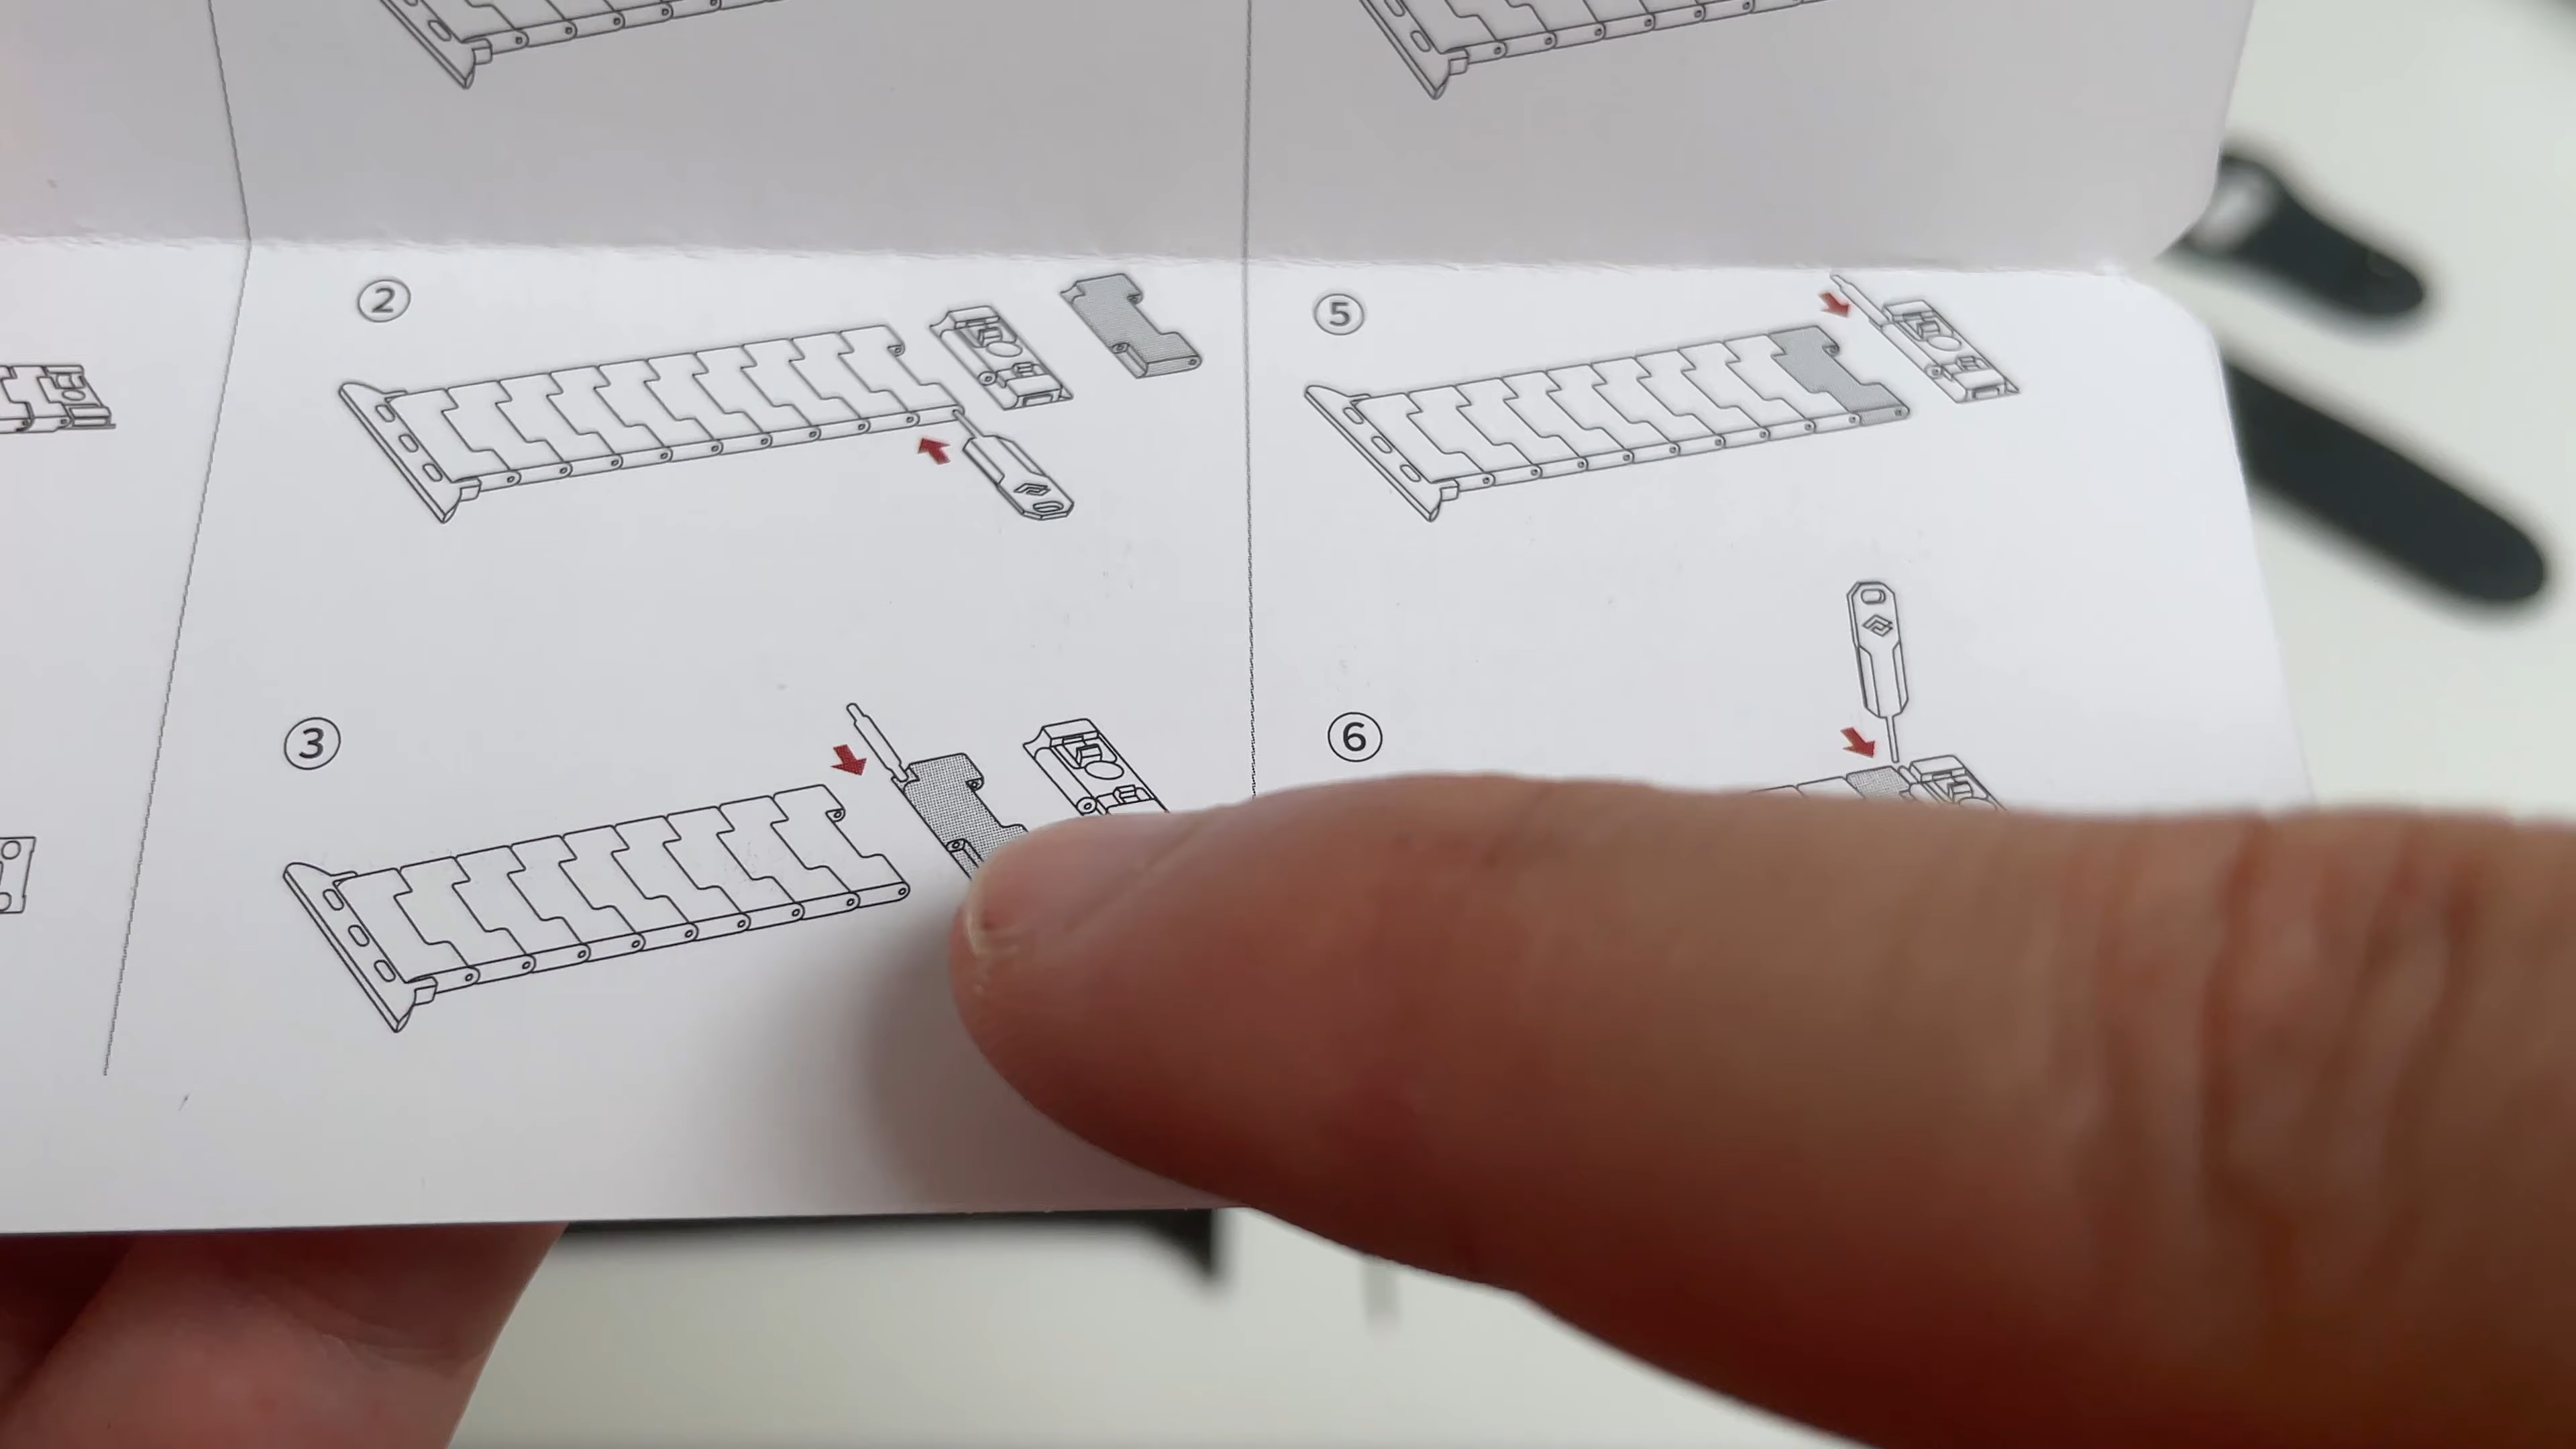 ②
⑤
③
⑥